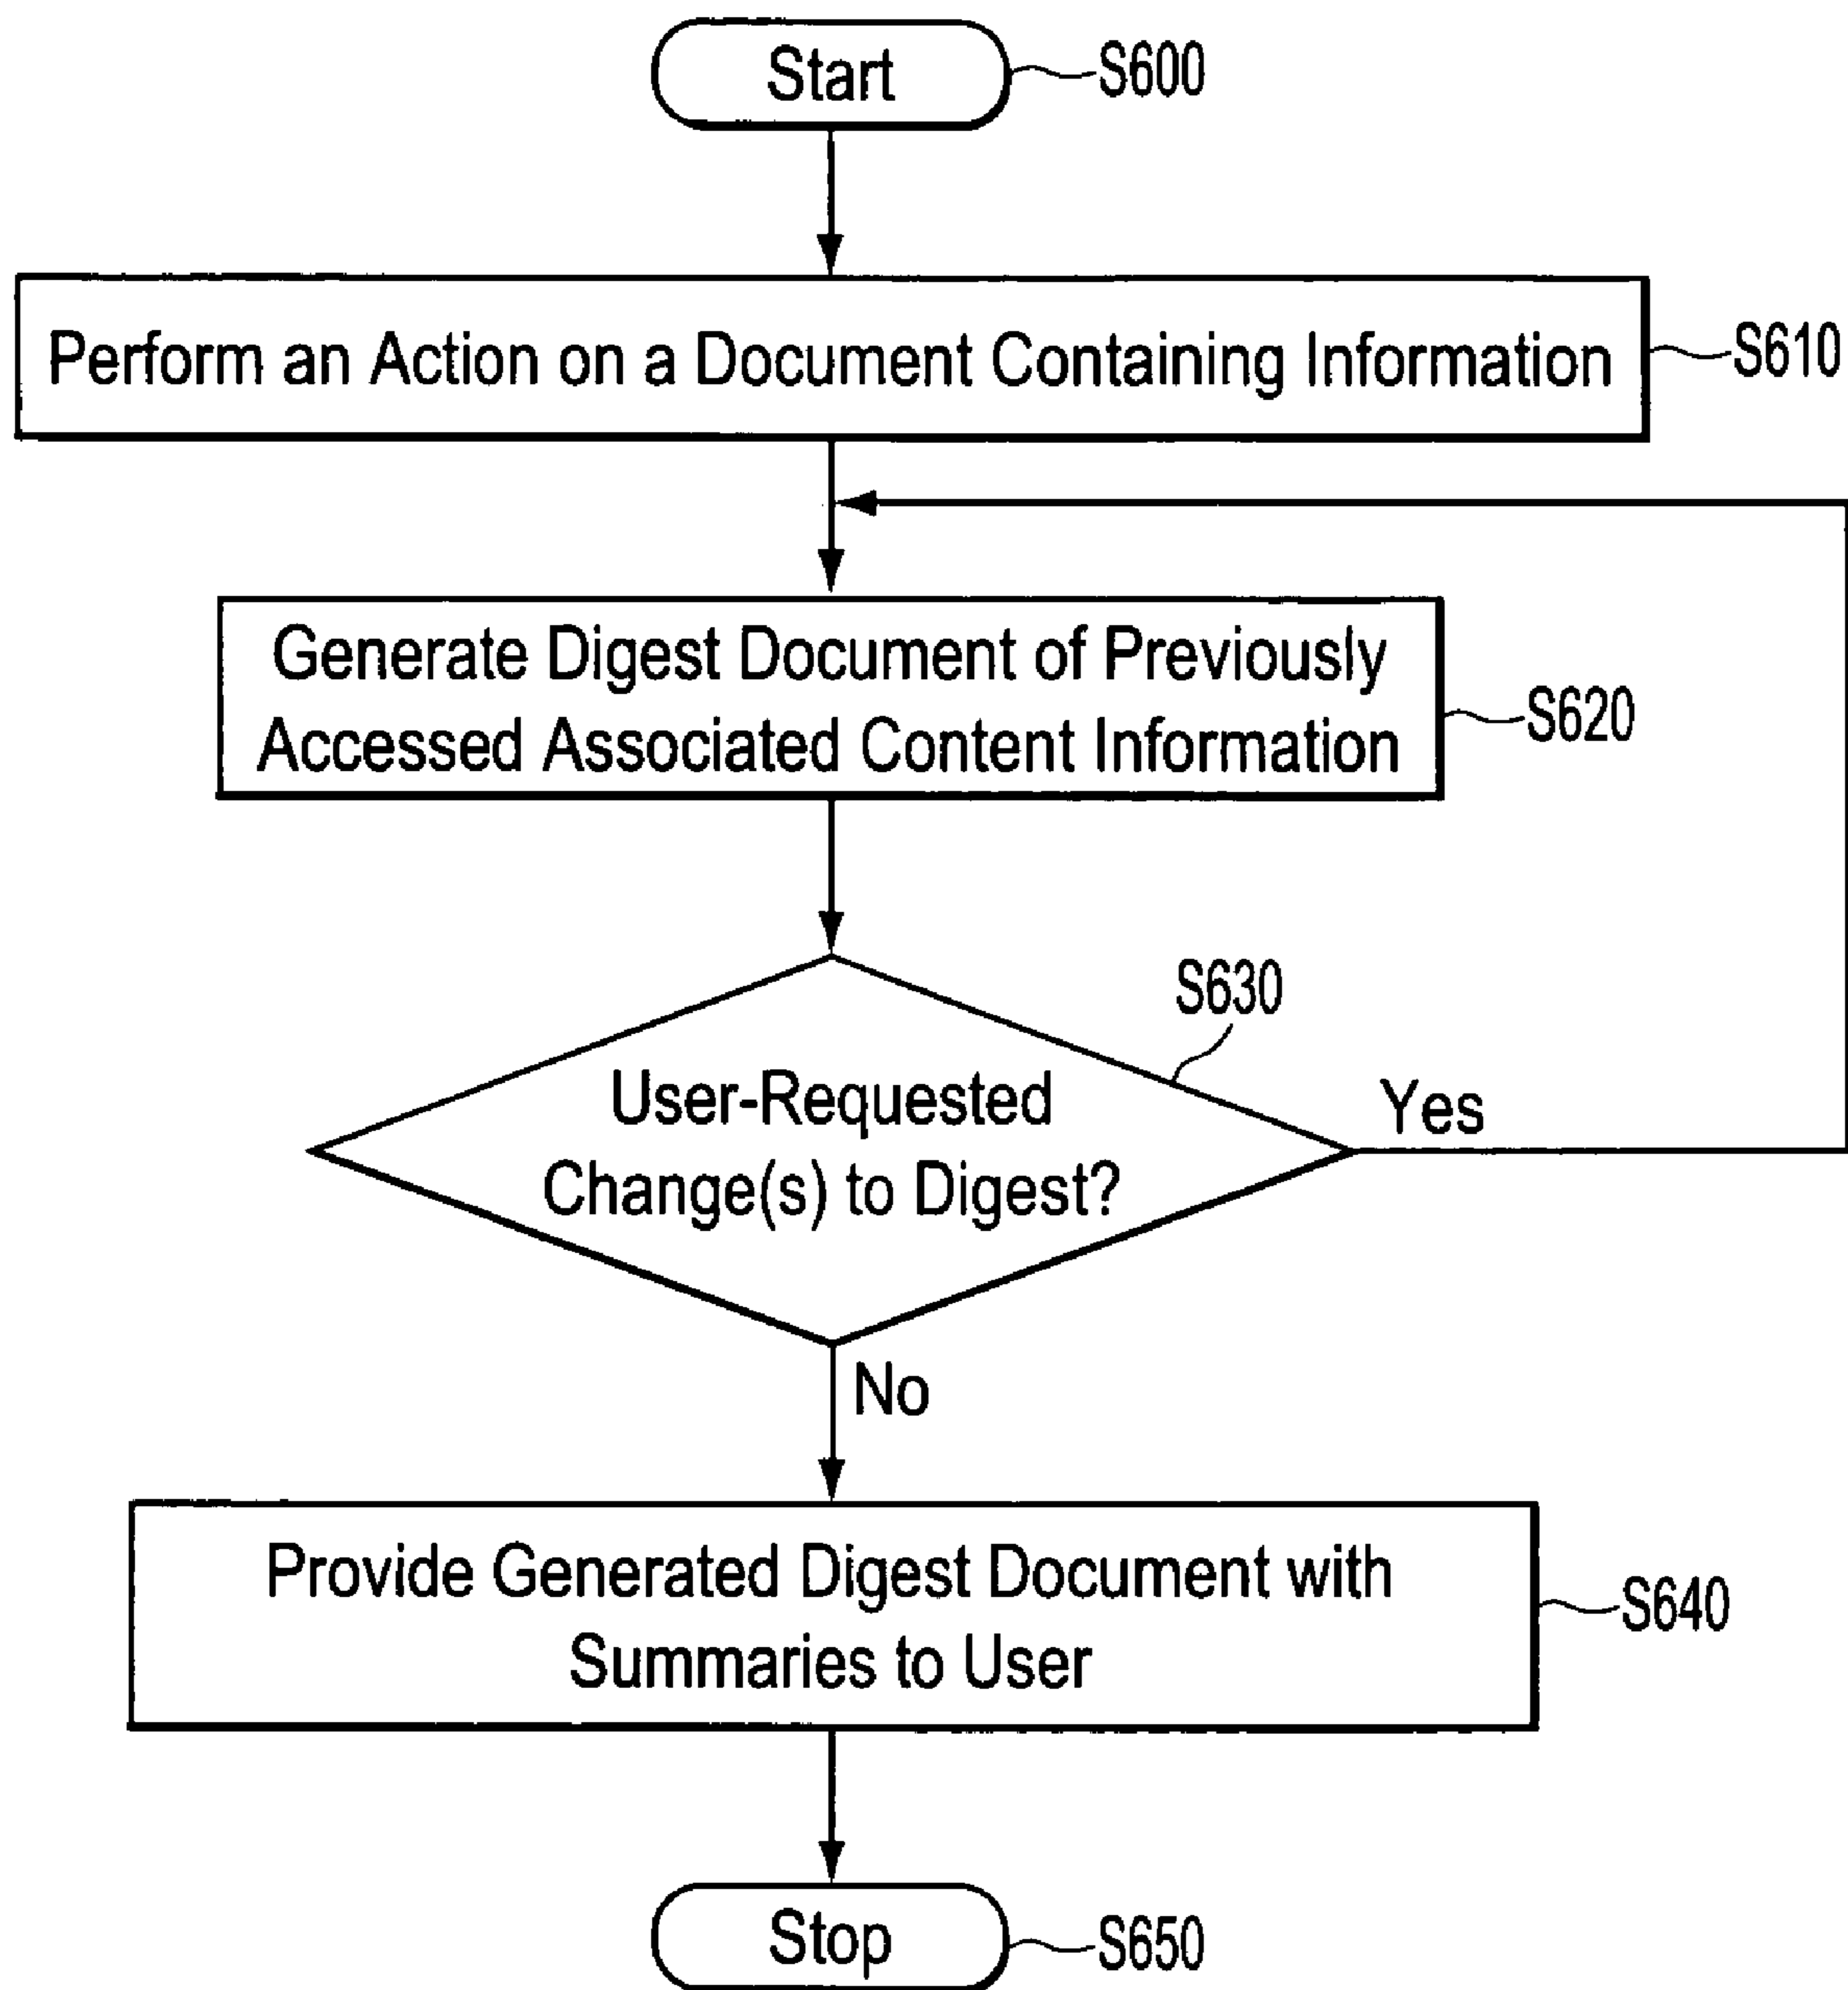 Start
S600
Perform an Action on a Document Containing Information
S610
Generate Digest Document of Previously
Accessed Associated Content Information
S620
S630
User-Requested
Change(s) to Digest?
Yes
No
Provide Generated Digest Document with
Summaries to User
S640
Stop
S650